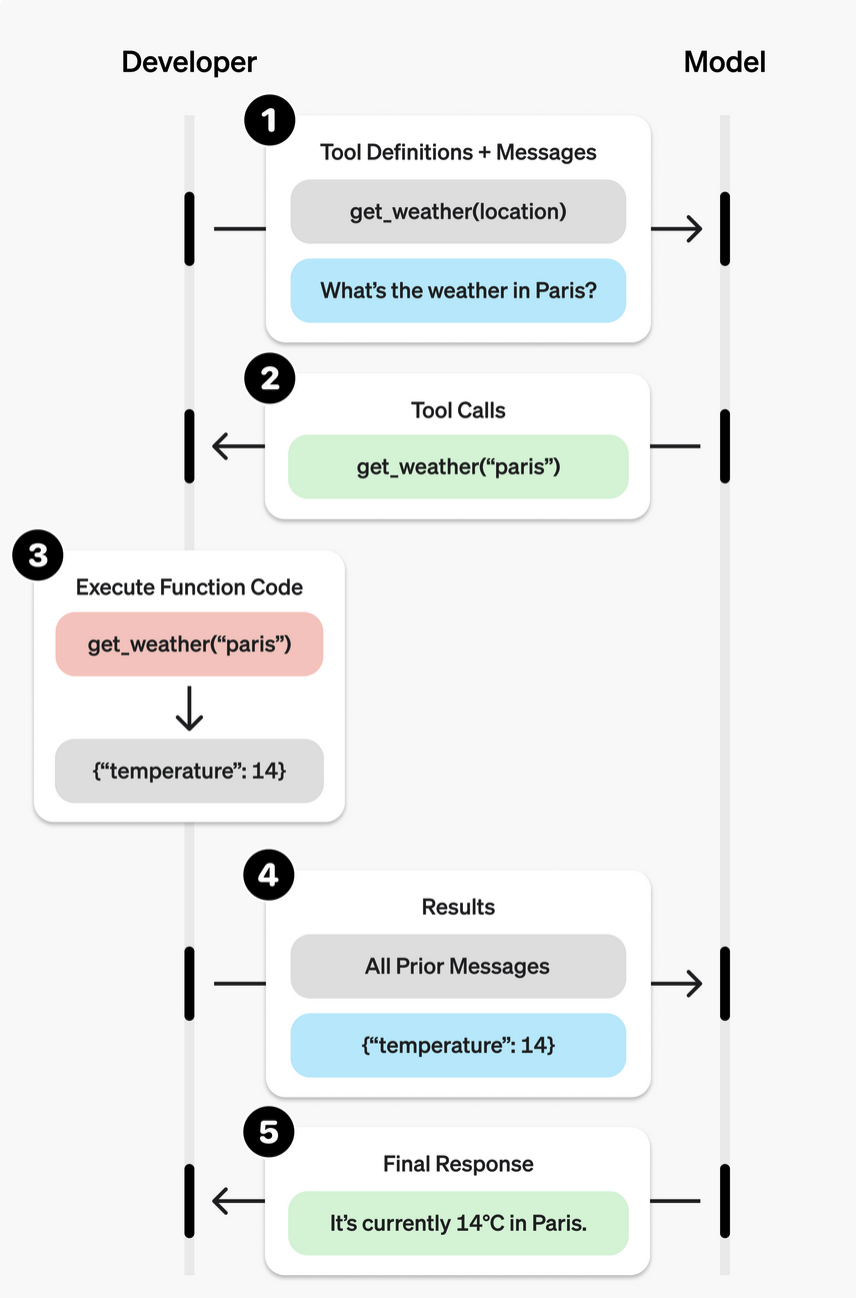 Developer
Model
1
Tool Definitions + Messages
get_weather(location)
What’s the weather in Paris?
2
Tool Calls
get_weather(“paris”)
3
Execute Function Code
get_weather(“paris”)
{“temperature”: 14}
4
Results
All Prior Messages
{“temperature”: 14}
5
Final Response
It’s currently 14°C in Paris.